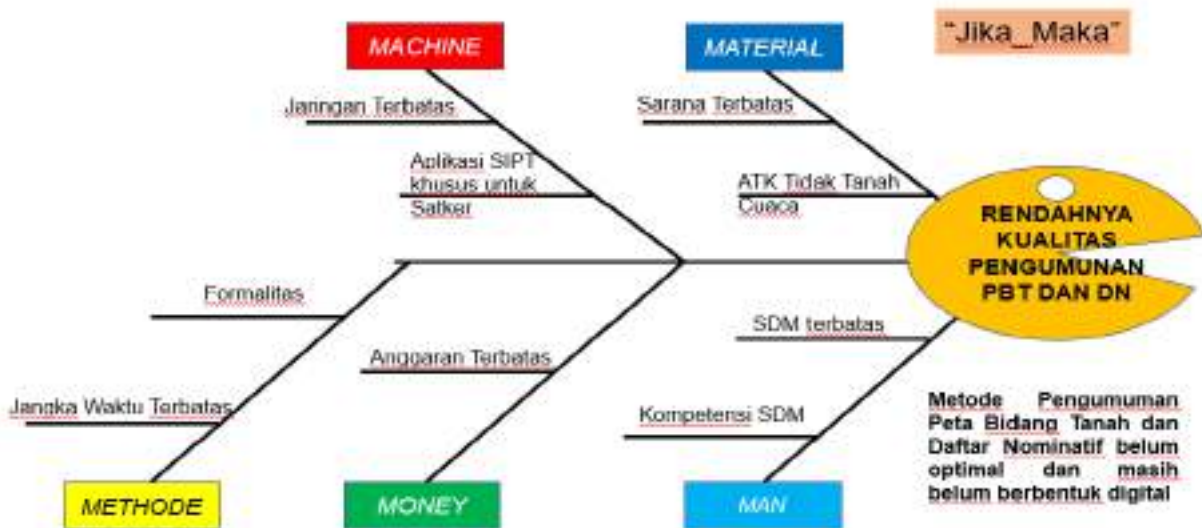 MACHINE
MATERIAL
"Jika_Maka"
Jaringan Terbatas
Sarana Terbatas
Aplikasi SIPT
khusus untuk
Satker
ATK Tidak Tanah
Cuaca
RENDAHNYA
KUALITAS
PENGUMUNAN
PBT DAN DN
Formalitas
SDM terbatas
Anggaran Terbatas
Jangka Waktu Terbatas
Kompetensi SDM
Metode Pengumuman
Peta Bidang Tanah dan
Daftar Nominatif belum
optimal dan masih
belum berbentuk digital
METHODE
MONEY
MAN